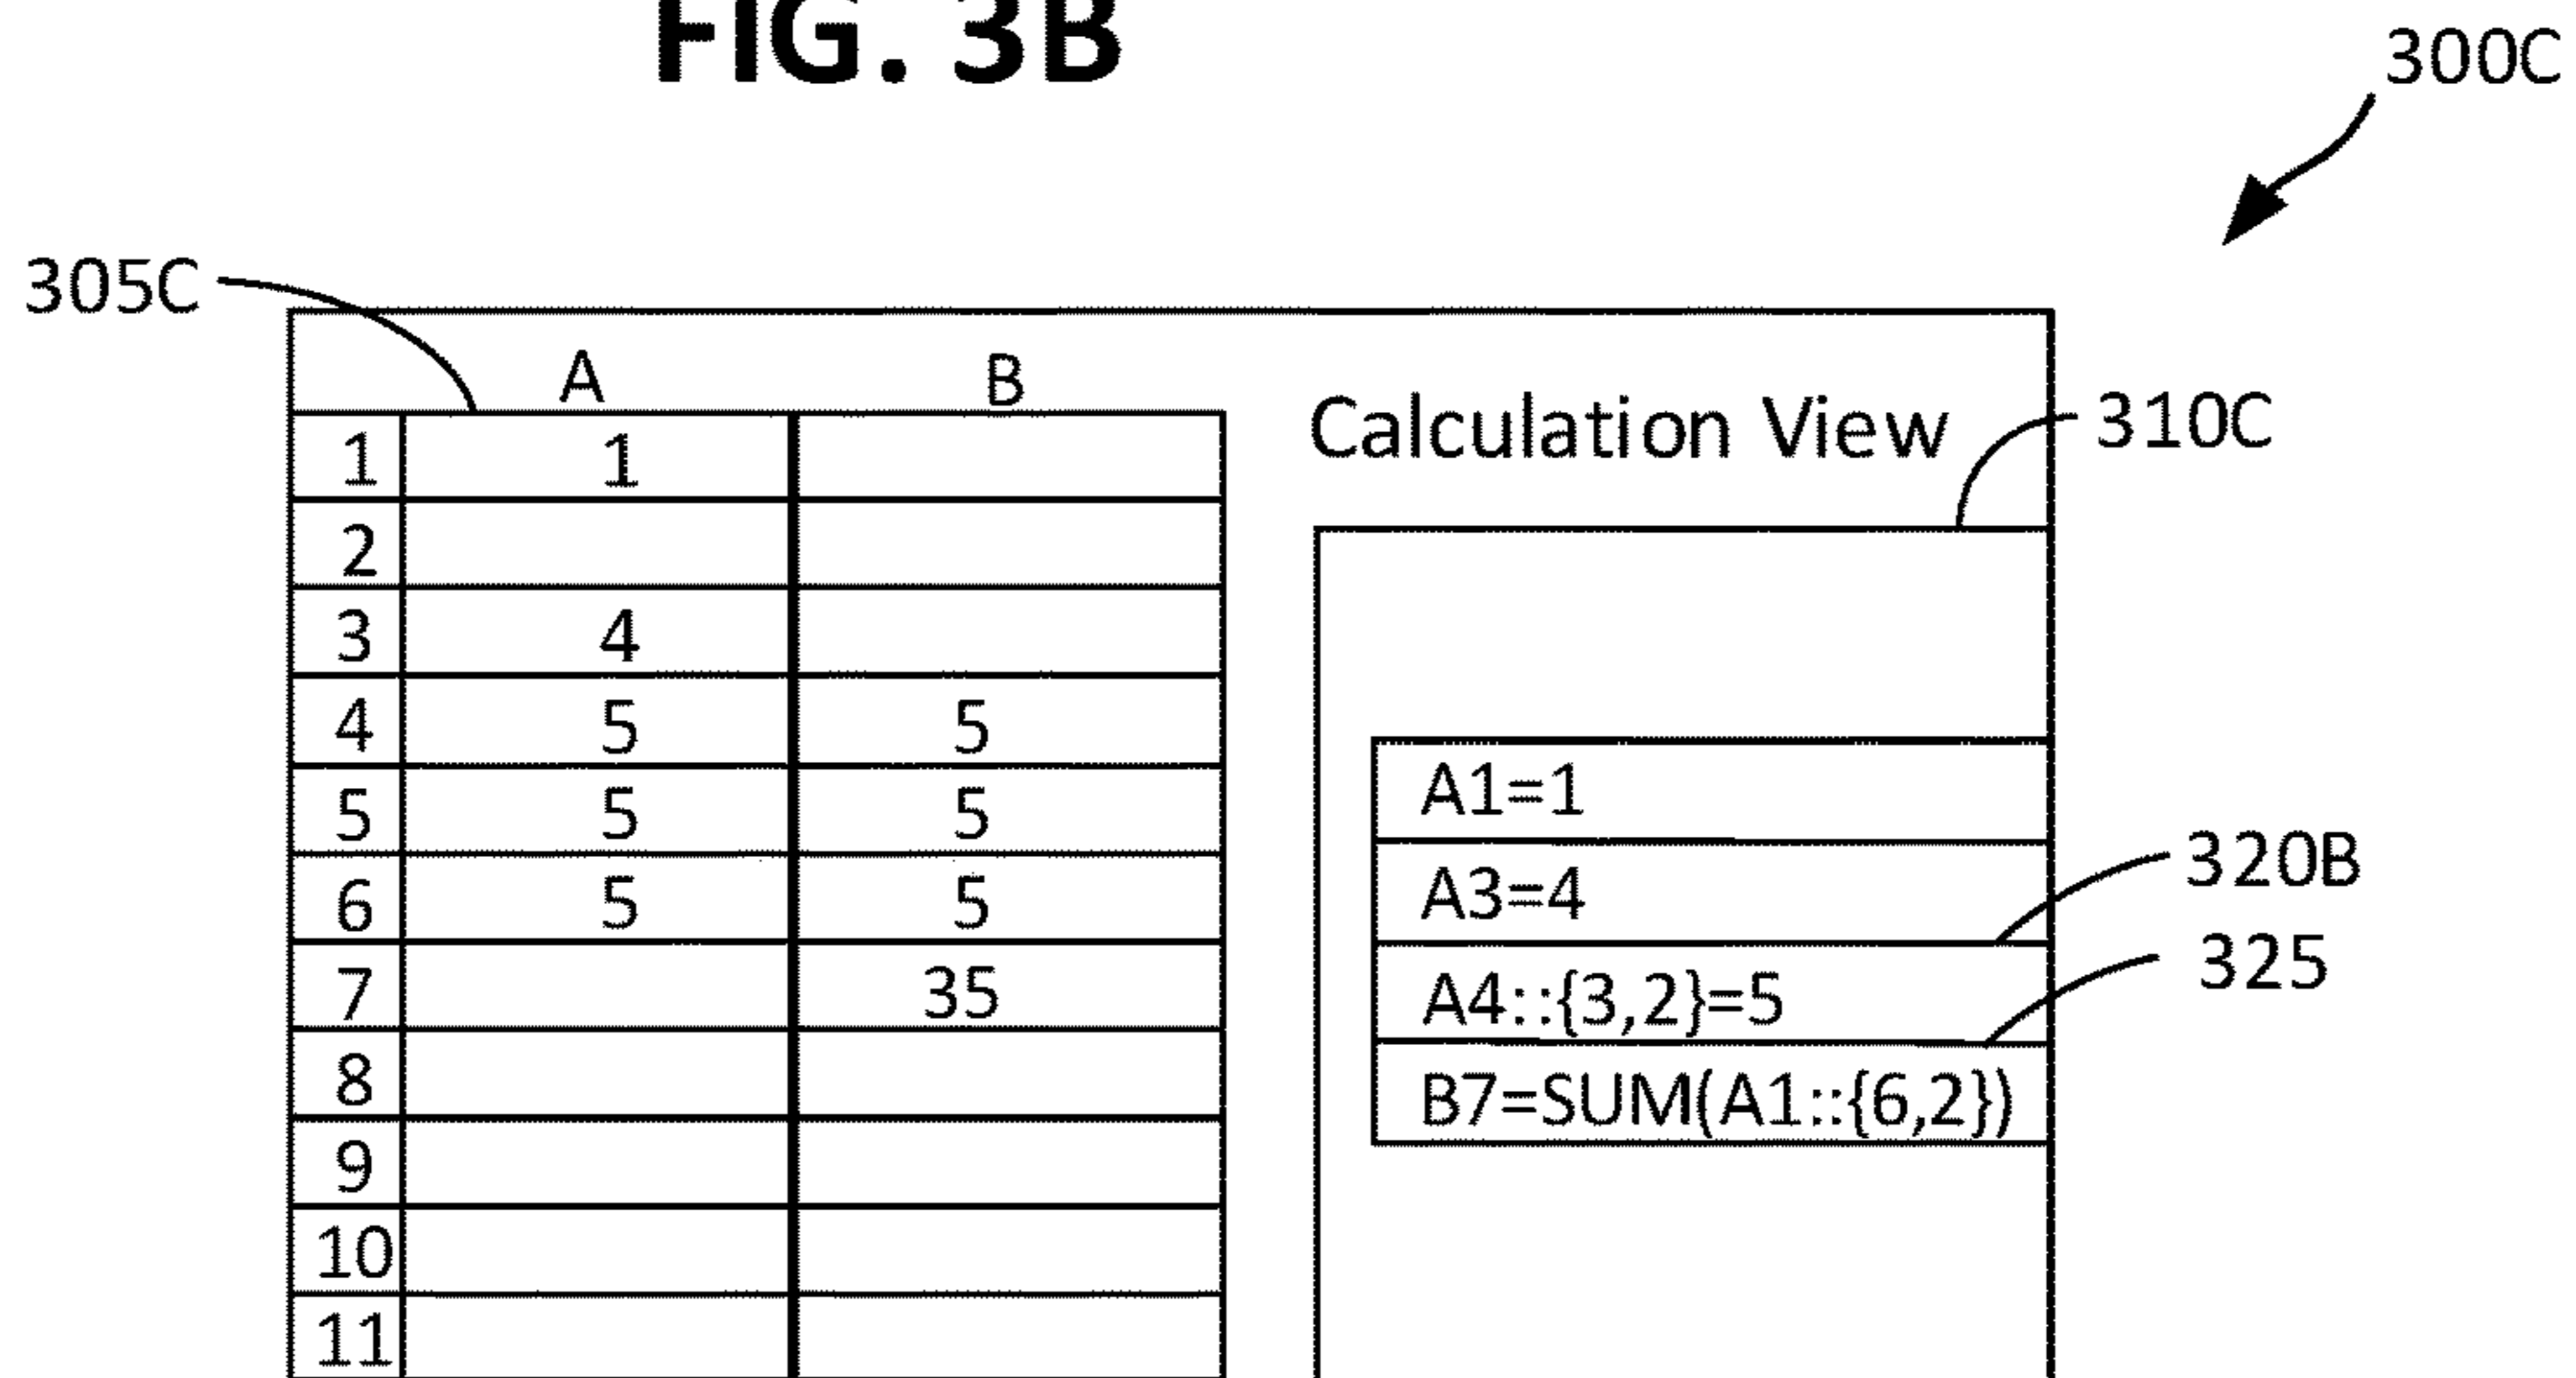 FIG. 3B
300C
305C
A B
Calculation View
310C
1 1
2
3 4
4 5 5
5 5 5
6 5 5
7 35
8
9
10
11
A1=1
A3=4
320B
A4::{3,2}=5
325
B7=SUM(A1::{6,2})